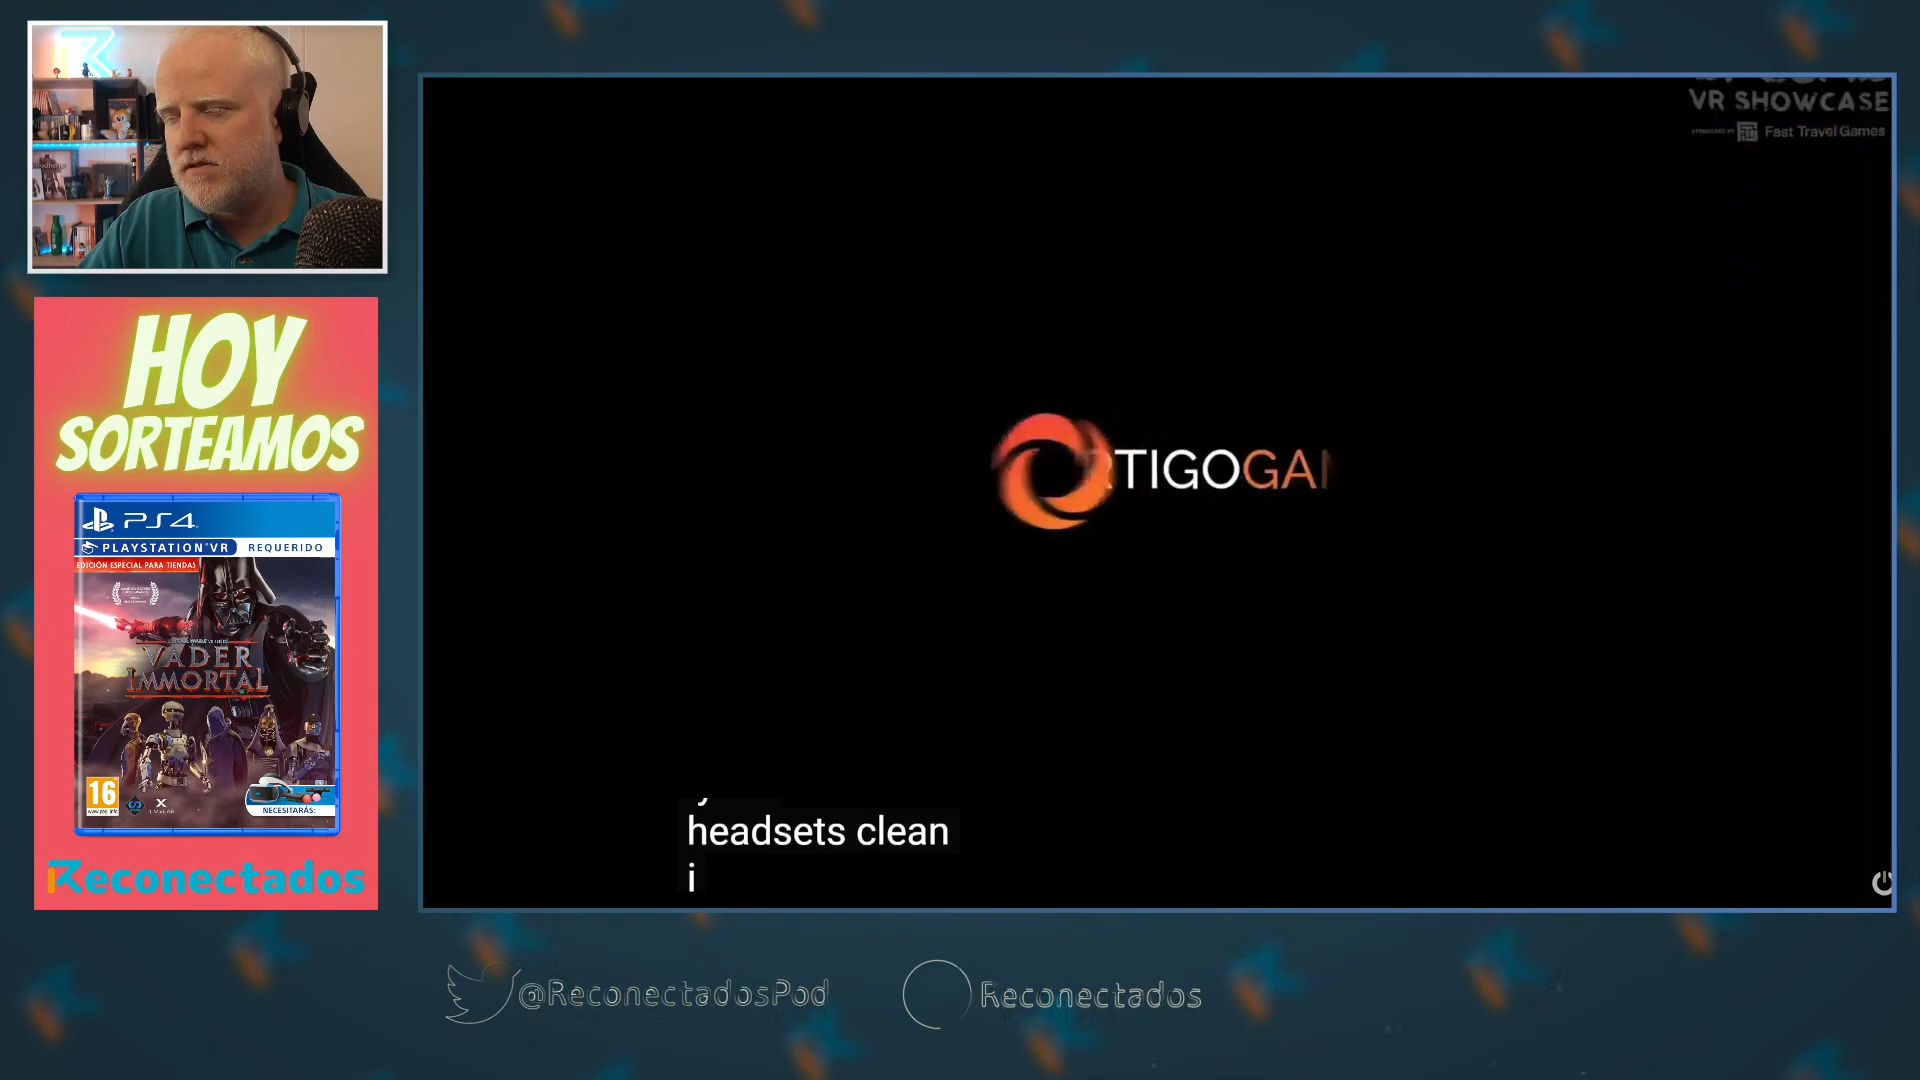 HOY
SORTEAMOS
PS4
PLAYSTATION VR REQUERIDO
EDICIÓN ESPECIAL PARA TIENDAS
VADER
IMMORTAL
16
NECESITARÁS:
Reconectados
VR SHOWCASE
Fast Travel Games
RTIGOGAM
headsets clean
i
@ReconectadosPod
Reconectados